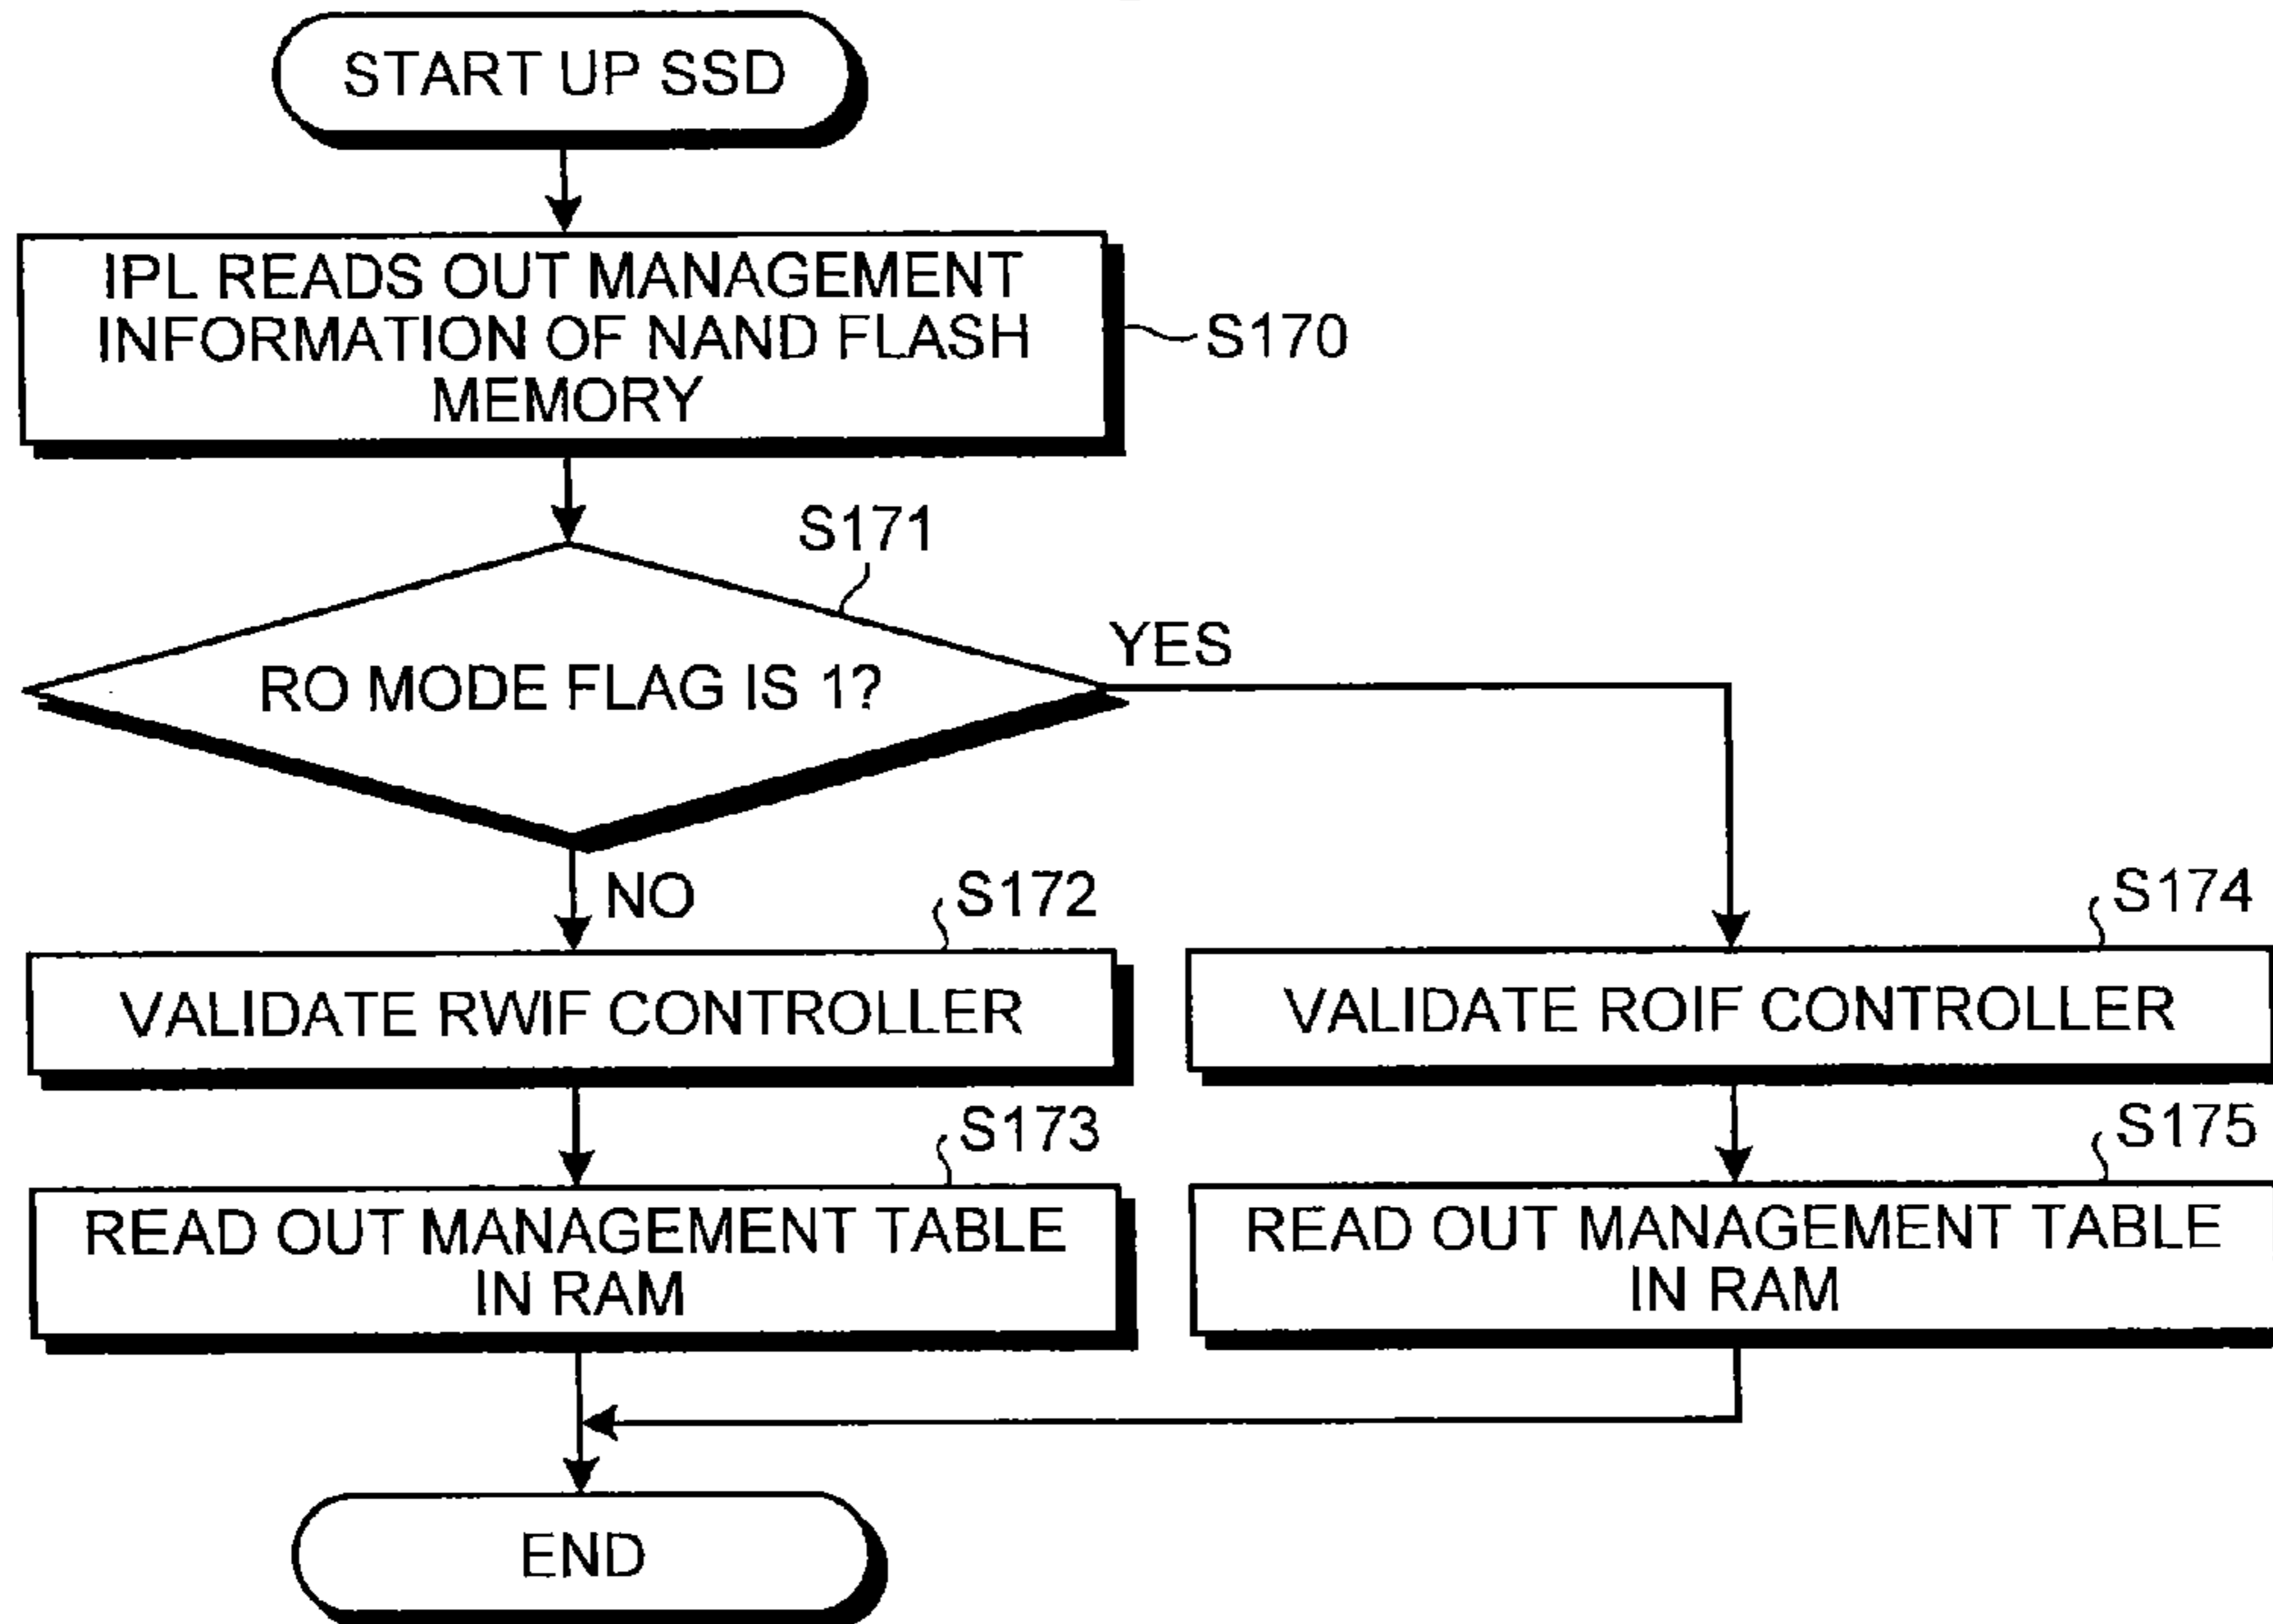 START UP SSD
IPL READS OUT MANAGEMENT
INFORMATION OF NAND FLASH
MEMORY
S170
S171
RO MODE FLAG IS 1?
YES
NO
S172
S174
VALIDATE RWIF CONTROLLER
VALIDATE ROIF CONTROLLER
S173
S175
READ OUT MANAGEMENT TABLE
IN RAM
READ OUT MANAGEMENT TABLE
IN RAM
END